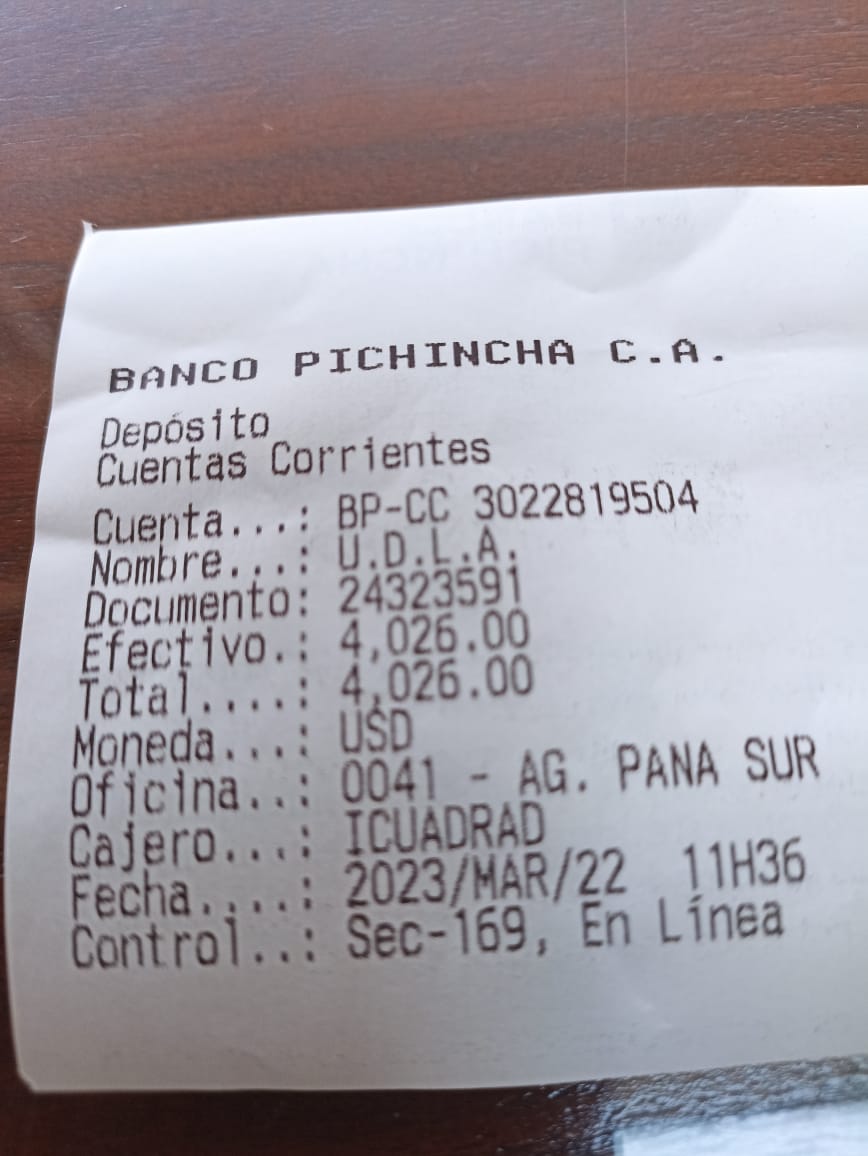 BANCO PICHINCHA C.A.
Depósito
Cuentas Corrientes
Cuenta...: BP-CC 3022819504
Nombre...: U.D.L.A.
Documento: 24323591
Efectivo.: 4,026.00
Total....: 4,026.00
Moneda...: USD
Oficina..: 0041 - AG. PANA SUR
Cajero...: ICUADRAD
Fecha....: 2023/MAR/22 11H36
Control..: Sec-169, En Línea